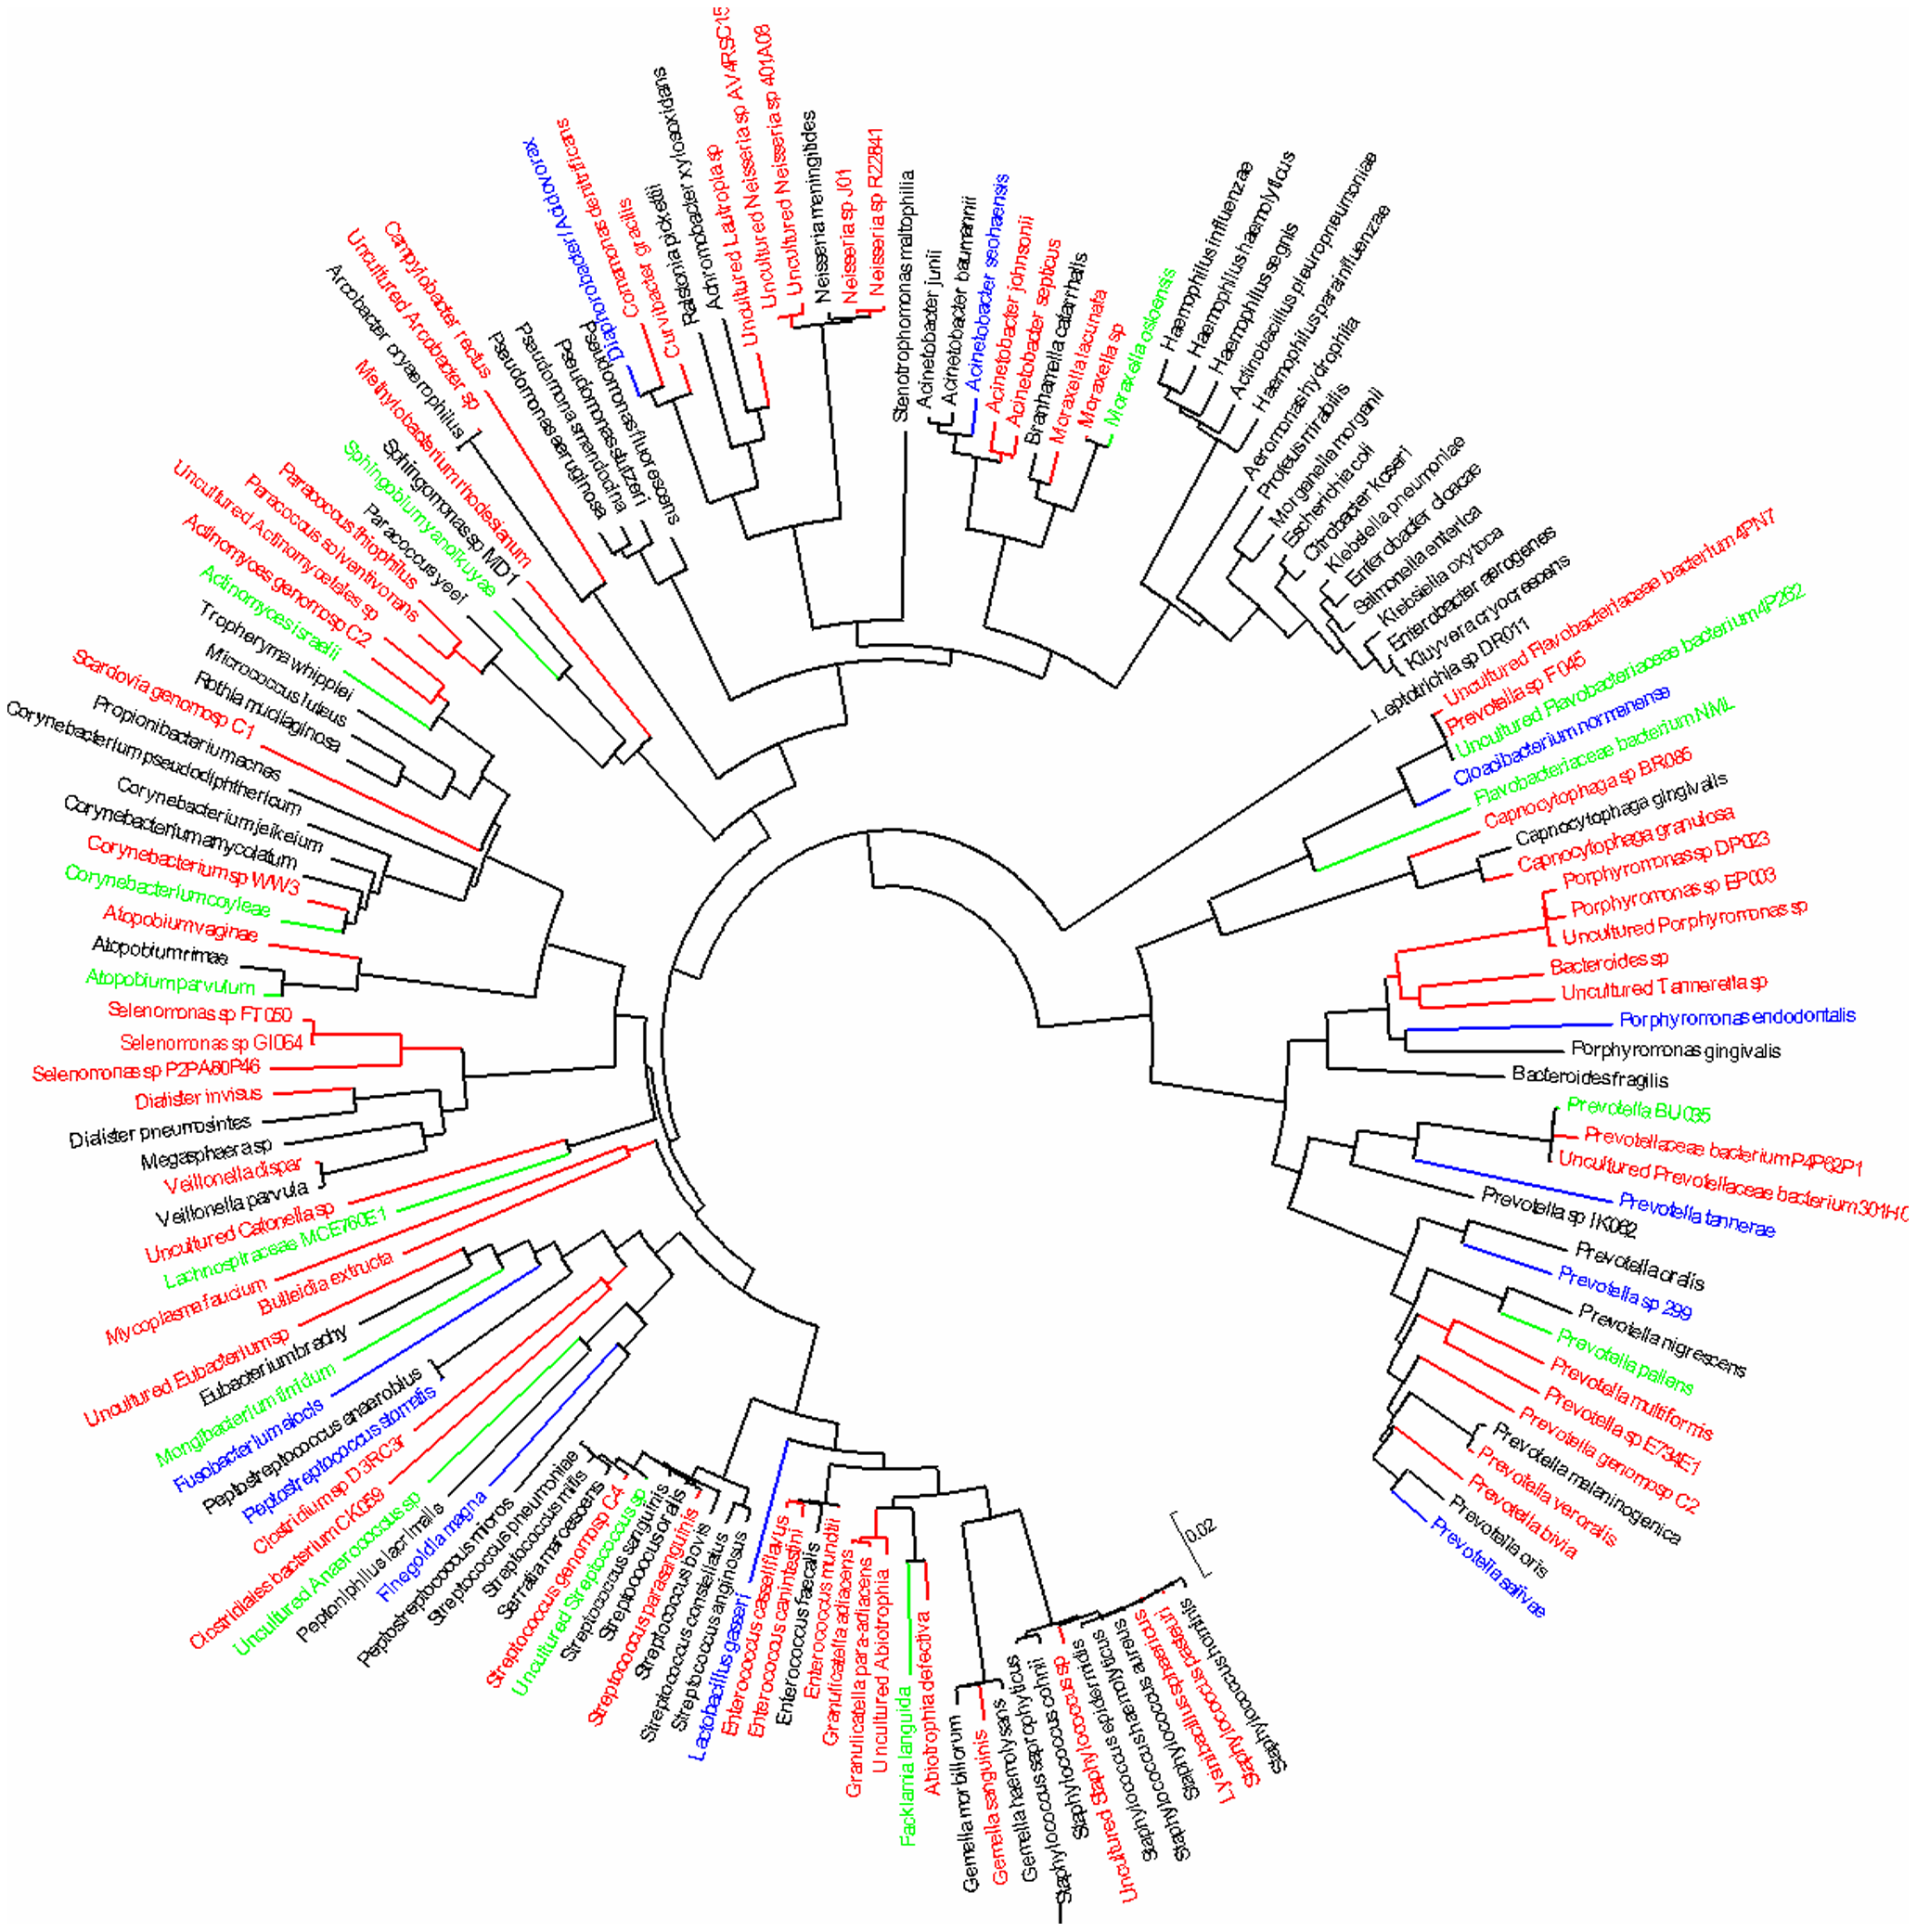 Uncultured Neisseria sp AV4RSC15
Uncultured Neisseria sp 401A08
Neisseria meningitides
Neisseria sp J01
Neisseria sp R22841
Stenotrophomonas maltophilia
Acinetobacter junii
Acinetobacter baumannii
Acinetobacter seohaensis
Acinetobacter johnsonii
Acinetobacter septicus
Branhamella catarrhalis
Moraxella lacunata
Moraxella sp
Moraxella osloensis
Haemophilus influenzae
Haemophilus haemolyticus
Haemophilus segnis
Actinobacillus pleuropneumoniae
Haemophilus parainfluenzae
Aeromonas hydrophilia
Proteus mirabilis
Morganella morganii
Escherichia coli
Citrobacter koseri
Klebsiella pneumoniae
Enterobacter cloacae
Salmonella enterica
Klebsiella oxytoca
Enterobacter aerogenes
Kluyvera cryocrescens
Leptotrichia sp DR011
Uncultured Flavobacteriaceae bacterium 4PN7
Prevotella sp F045
Uncultured Flavobacteriaceae bacterium 4P262
Cloacibacterium normanense
Flavobacteriaceae bacterium NML
Capnocytophaga sp BR085
Capnocytophaga gingivalis
Capnocytophaga granulosa
Porphyromonas sp DP023
Porphyromonas sp EP003
Uncultured Porphyromonas sp
Bacteroides sp
Uncultured Tannerella sp
Porphyromonas endodontalis
Porphyromonas gingivalis
Bacteroides fragilis
Prevotella BU035
Prevotellaceae bacterium P4P62P1
Uncultured Prevotellaceae bacterium 301HC
Prevotella tannerae
Prevotella sp IK062
Prevotella oralis
Prevotella sp 299
Prevotella nigrescens
Prevotella pallens
Prevotella multiformis
Prevotella sp E734E1
Prevotella genomosp C2
Prevotella melaninogenica
Prevotella veroralis
Prevotella bivia
Prevotella oris
Prevotella salivae
0.02
Staphylococcus hominis
Staphylococcus pasteuri
Lysinibacillus sphaericus
Staphylococcus aureus
Staphylococcus haemolyticus
Staphylococcus epidermidis
Uncultured Staphylococcus sp
Staphylococcus cohnii
Staphylococcus saprophyticus
Gemella haemolysans
Gemella sanguinis
Gemella morbillorum
Abiotrophia defectiva
Facklamia languida
Uncultured Abiotrophia
Granulicatella para-adiacens
Granulicatella adiacens
Enterococcus mundtii
Enterococcus faecalis
Enterococcus canintestini
Enterococcus casseliflavus
Lactobacillus gasseri
Streptococcus anginosus
Streptococcus constellatus
Streptococcus bovis
Streptococcus parasanguinis
Streptococcus oralis
Streptococcus sanguinis
Uncultured Streptococcus sp
Streptococcus genomosp C4
Serratia marcescens
Streptococcus mitis
Streptococcus pneumoniae
Peptostreptococcus micros
Finegoldia magna
Peptoniphilus lacrimalis
Uncultured Anaerococcus sp
Clostridiales bacterium CK059
Clostridium sp D3RC3r
Peptostreptococcus stomatis
Peptostreptococcus anaerobius
Fusobacterium alocis
Mongibacterium timidum
Eubacterium brachy
Uncultured Eubacterium sp
Bulleidia extructa
Mycoplasma faucium
Lachnospiraceae MCE760E1
Uncultured Catonella sp
Veillonella parvula
Veillonella dispar
Megasphaera sp
Dialister pneumosintes
Dialister invisus
Selenomonas sp P2PA80P46
Selenomonas sp GI064
Selenomonas sp FT050
Atopobium parvulum
Atopobium rimae
Atopobium vaginae
Corynebacterium coyleae
Corynebacterium sp WW3
Corynebacterium amycolatum
Corynebacterium jeikeium
Corynebacterium pseudodiphthericum
Propionibacterium acnes
Scardovia genomosp C1
Rothia mucilaginosa
Micrococcus luteus
Tropheryma whipplei
Actinomyces israelii
Actinomyces genomosp C2
Uncultured Actinomycetales sp
Paracoccus solventivorans
Paracoccus thiophilus
Paracoccus yeei
Sphingobium yanoikuyae
Sphingomonas sp MD1
Methylobacterium rhodesianum
Arcobacter cryaerophilus
Uncultured Arcobacter sp
Campylobacter rectus
Pseudomonas aeruginosa
Pseudomona smendocina
Pseudomonas stutzeri
Pseudomonas fluorescens
Diaphorobacter/Acidovorax
Comamonas denitrificans
Curvibacter gracilis
Ralstonia pickettii
Achromobacter xylosoxidans
Uncultured Lautropia sp